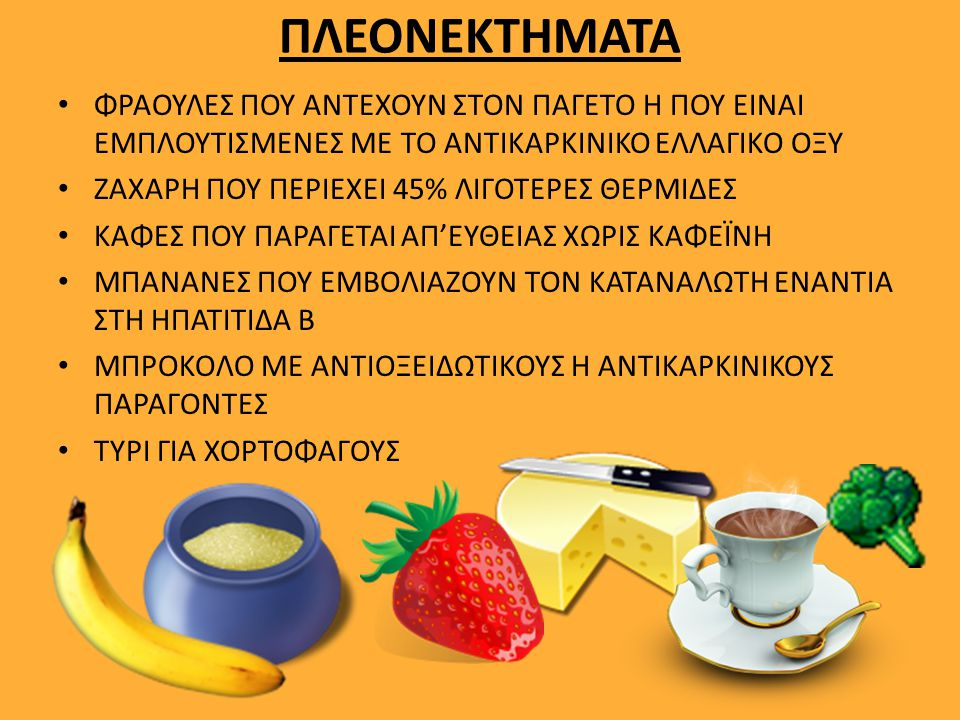 ΠΛΕΟΝΕΚΤΗΜΑΤΑ
• ΦΡΑΟΥΛΕΣ ΠΟΥ ΑΝΤΕΧΟΥΝ ΣΤΟΝ ΠΑΓΕΤΟ Η ΠΟΥ ΕΙΝΑΙ
ΕΜΠΛΟΥΤΙΣΜΕΝΕΣ ΜΕ ΤΟ ΑΝΤΙΚΑΡΚΙΝΙΚΟ ΕΛΛΑΓΙΚΟ ΟΞΥ
• ΖΑΧΑΡΗ ΠΟΥ ΠΕΡΙΕΧΕΙ 45% ΛΙΓΟΤΕΡΕΣ ΘΕΡΜΙΔΕΣ
• ΚΑΦΕΣ ΠΟΥ ΠΑΡΑΓΕΤΑΙ ΑΠ’ΕΥΘΕΙΑΣ ΧΩΡΙΣ ΚΑΦΕΪΝΗ
• ΜΠΑΝΑΝΕΣ ΠΟΥ ΕΜΒΟΛΙΑΖΟΥΝ ΤΟΝ ΚΑΤΑΝΑΛΩΤΗ ΕΝΑΝΤΙΑ
ΣΤΗ ΗΠΑΤΙΤΙΔΑ Β
• ΜΠΡΟΚΟΛΟ ΜΕ ΑΝΤΙΟΞΕΙΔΩΤΙΚΟΥΣ Η ΑΝΤΙΚΑΡΚΙΝΙΚΟΥΣ
ΠΑΡΑΓΟΝΤΕΣ
• ΤΥΡΙ ΓΙΑ ΧΟΡΤΟΦΑΓΟΥΣ